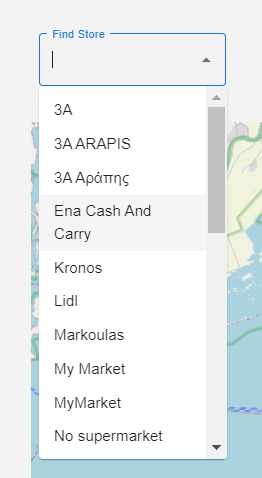 Find Store
3A
3A ARAPIS
3A Αράπης
Ena Cash And
Carry
Kronos
Lidl
Markoulas
My Market
MyMarket
No supermarket